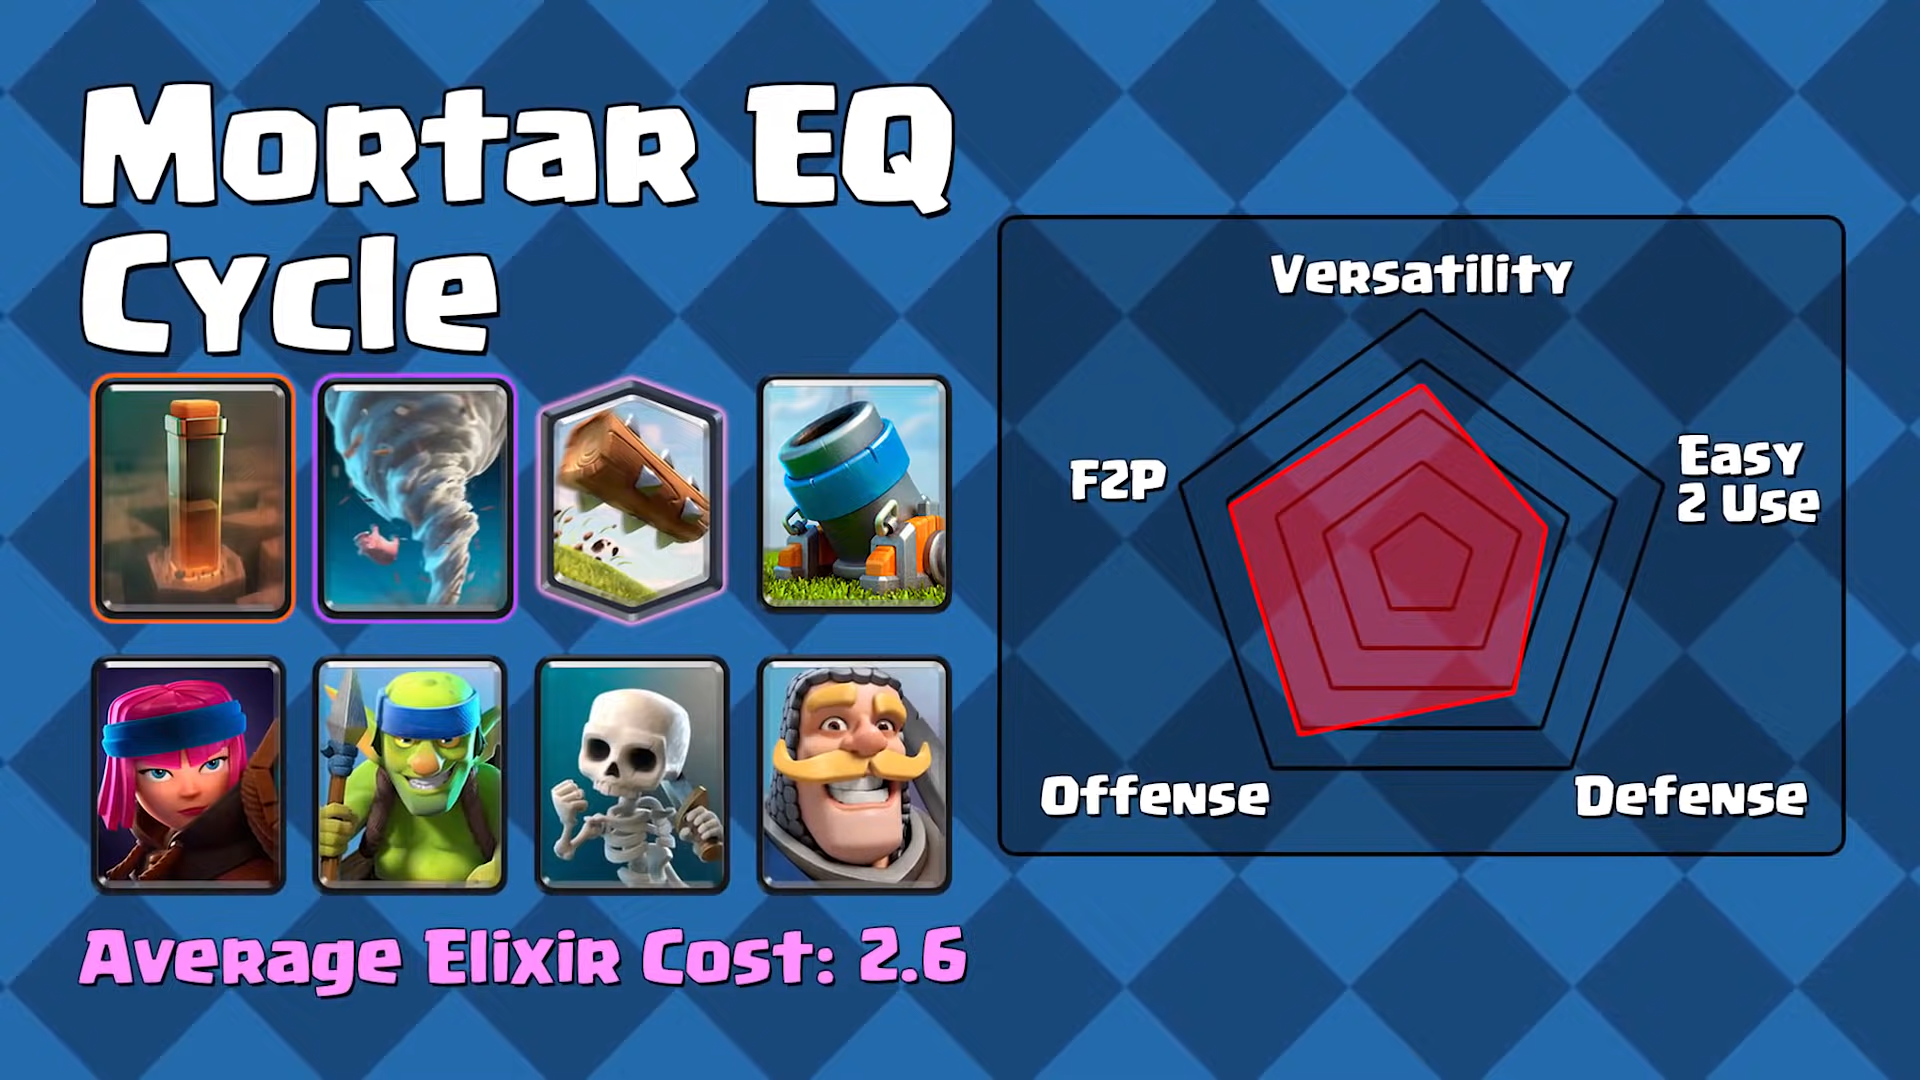 Mortar EQ
Cycle
Versatility
F2P
Easy
2 Use
Offense
Defense
Average Elixir Cost: 2.6